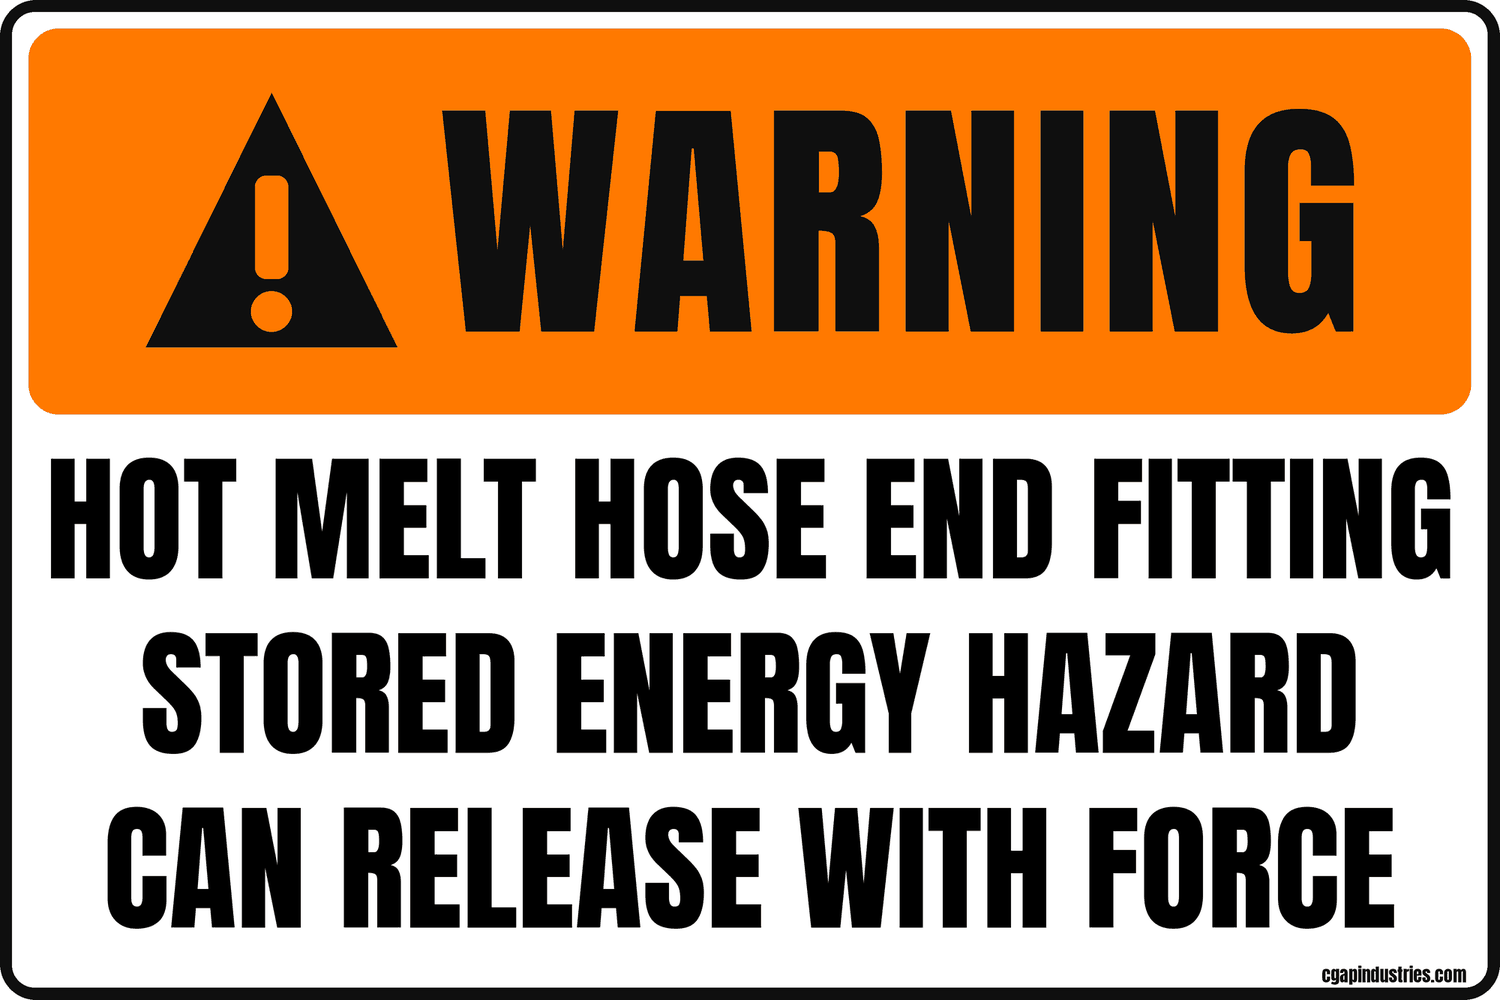 WARNING
HOT MELT HOSE END FITTING
STORED ENERGY HAZARD
CAN RELEASE WITH FORCE
cgapindustries.com